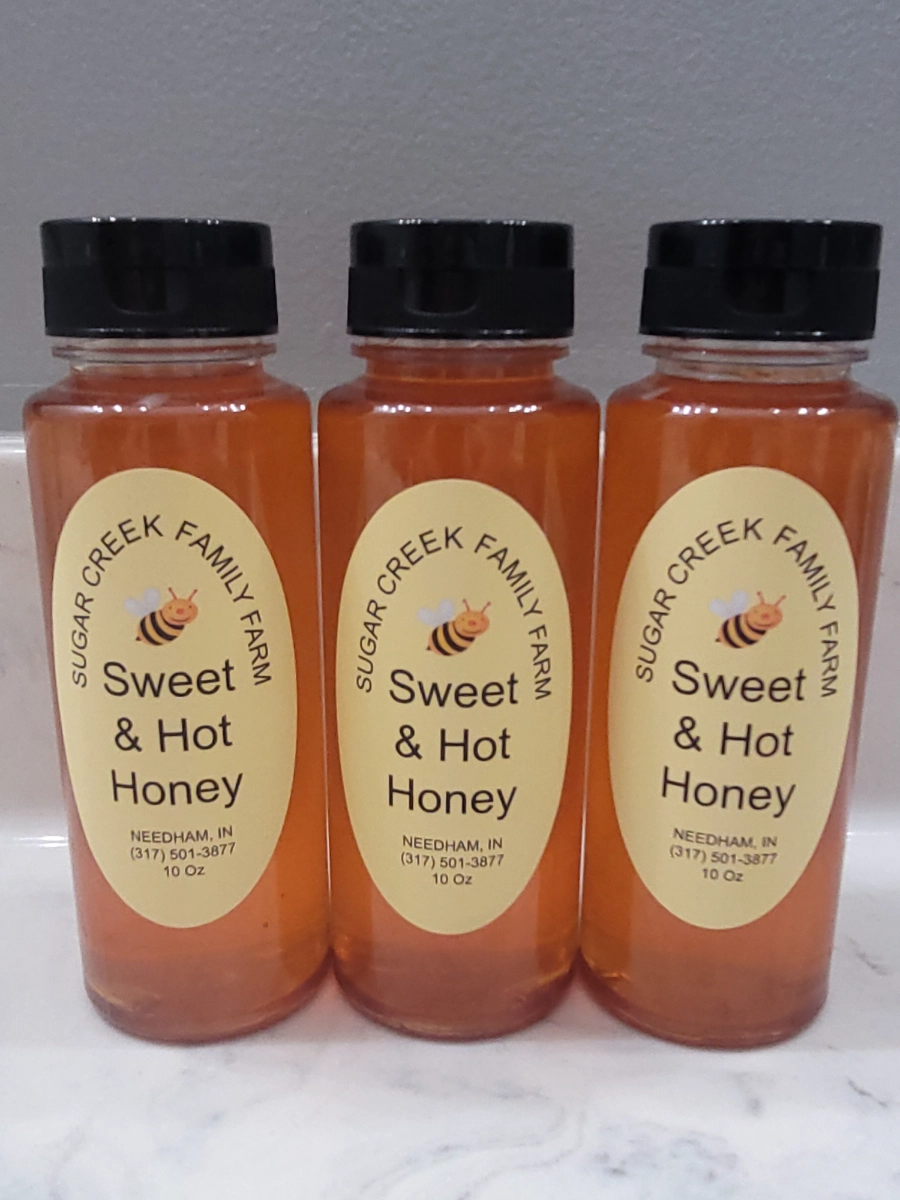 SUGAR CREEK FAMILY FARM
Sweet
& Hot
Honey
NEEDHAM, IN
(317) 501-3877
10 Oz
SUGAR CREEK FAMILY FARM
Sweet
& Hot
Honey
NEEDHAM, IN
(317) 501-3877
10 Oz
SUGAR CREEK FAMILY FARM
Sweet
& Hot
Honey
NEEDHAM, IN
(317) 501-3877
10 Oz